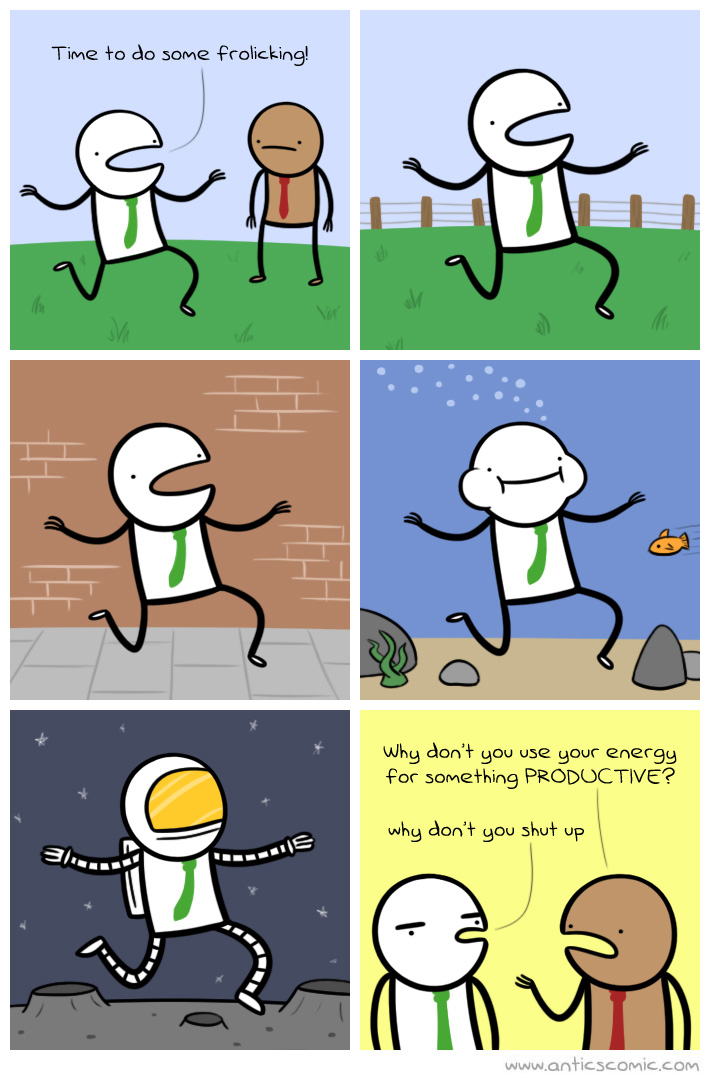 Time to do some frolicking!
Why don't you use your energy
for something PRODUCTIVE?
why don't you shut up
www.anticscomic.com